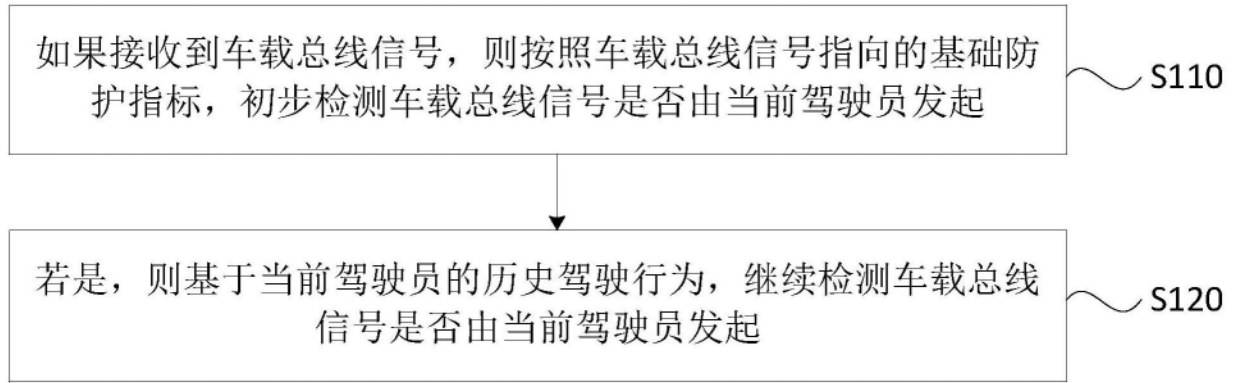 如果接收到车载总线信号，则按照车载总线信号指向的基础防
护指标，初步检测车载总线信号是否由当前驾驶员发起
S110
若是，则基于当前驾驶员的历史驾驶行为，继续检测车载总线
信号是否由当前驾驶员发起
S120